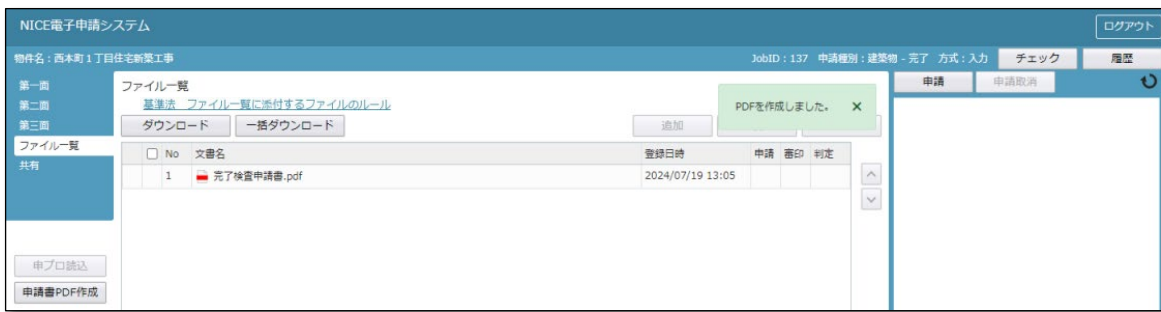 NICE電子申請システム
ログアウト
物件名：西本町１丁目住宅新築工事
JobID：137 申請種別：建築物 - 完了 方式：入力
チェック
履歴
第一面
第二面
第三面
ファイル一覧
共有
申プロ読込
申請書PDF作成
ファイル一覧
基準法 ファイル一覧に添付するファイルのルール
ダウンロード
一括ダウンロード
追加
PDFを作成しました。 ×
No 文書名 登録日時 申請 審印 判定
1 完了検査申請書.pdf 2024/07/19 13:05
申請
申請取消